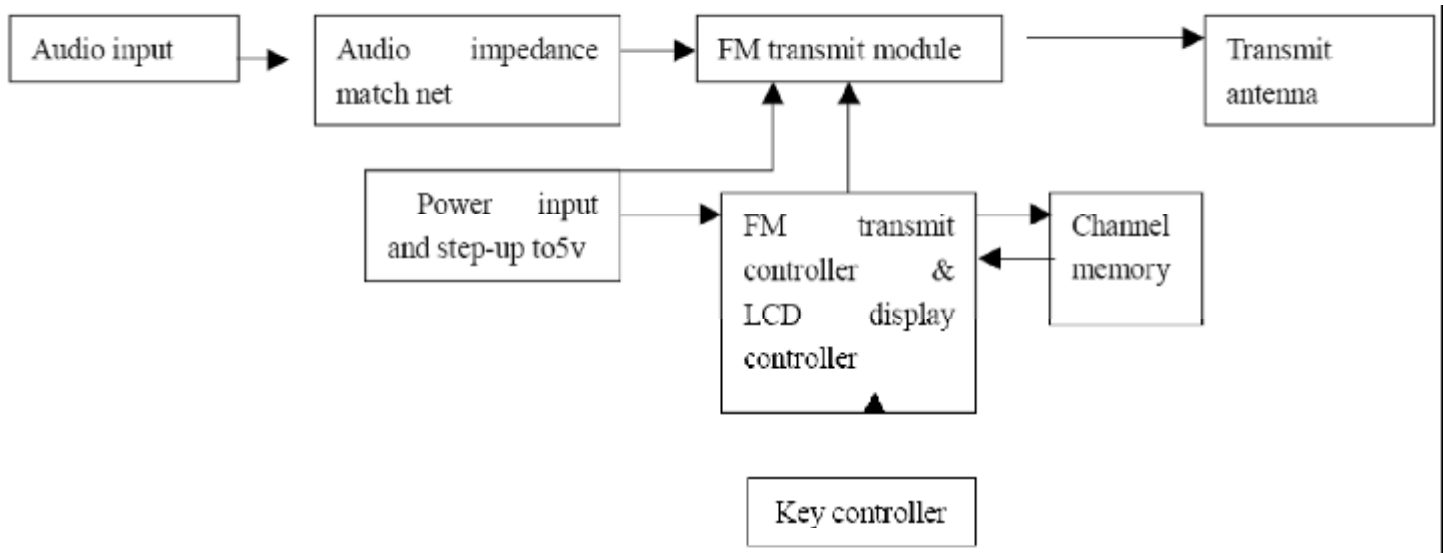 Audio input
Audio impedance
match net
FM transmit module
Transmit
antenna
Power input
and step-up to5v
FM transmit
controller &
LCD display
controller
Channel
memory
Key controller